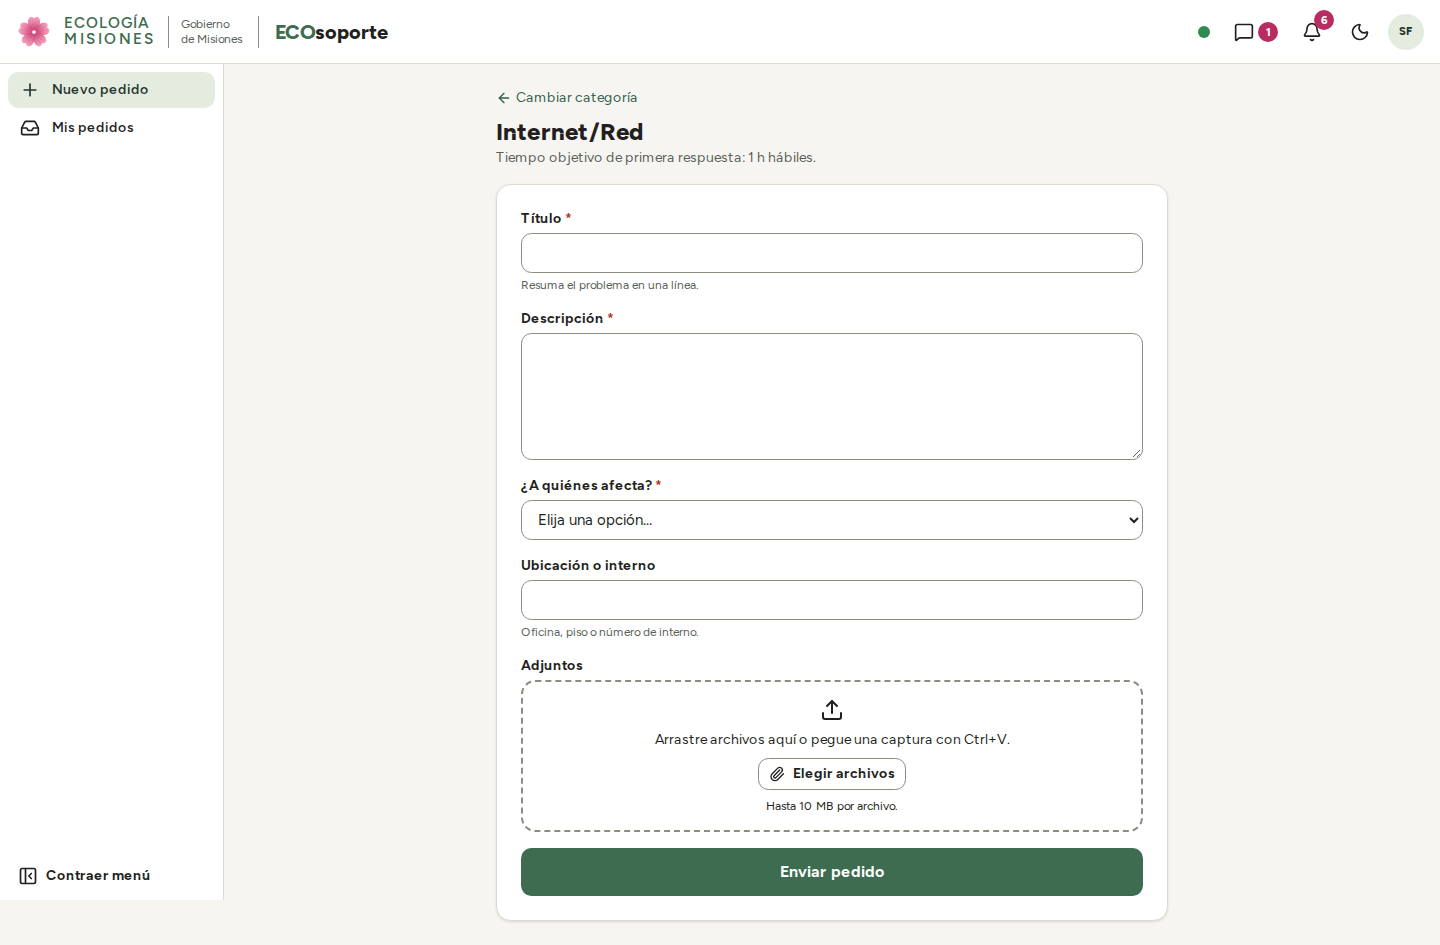 ECOLOGÍA
MISIONES
Gobierno
de Misiones
ECOsoporte
1
6
SF
Nuevo pedido
Mis pedidos
Contraer menú
Cambiar categoría
Internet/Red
Tiempo objetivo de primera respuesta: 1 h hábiles.
Título *
Resuma el problema en una línea.
Descripción *
¿A quiénes afecta? *
Elija una opción...
Ubicación o interno
Oficina, piso o número de interno.
Adjuntos
Arrastre archivos aquí o pegue una captura con Ctrl+V.
Elegir archivos
Hasta 10 MB por archivo.
Enviar pedido